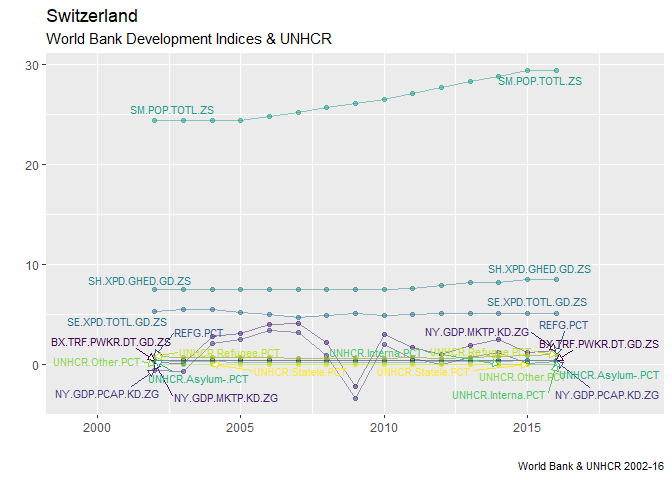 Switzerland
World Bank Development Indices & UNHCR
30
SM.POP.TOTL.ZS
SM.POP.TOTL.ZS
20
10
SH.XPD.GHED.GD.ZS
SH.XPD.GHED.GD.ZS
SE.XPD.TOTL.GD.ZS
SE.XPD.TOTL.GD.ZS
REFG.PCT
NY.GDP.MKTP.KD.ZG
REFG.PCT
BX.TRF.PWKR.DT.GD.ZS
BX.TRF.PWKR.DT.GD.ZS
UNHCR.Refugee.PCT
UNHCR.Interna.PCT
UNHCR.Refugee.PCT
UNHCR.Other.PCT
0
UNHCR.Statele.PCT
UNHCR.Statele.PCT
UNHCR.Asylum-.PCT
UNHCR.Other.PCT
UNHCR.Asylum-.PCT
NY.GDP.PCAP.KD.ZG
NY.GDP.MKTP.KD.ZG
UNHCR.Interna.PCT
NY.GDP.PCAP.KD.ZG
2000
2005
2010
2015
World Bank & UNHCR 2002-16